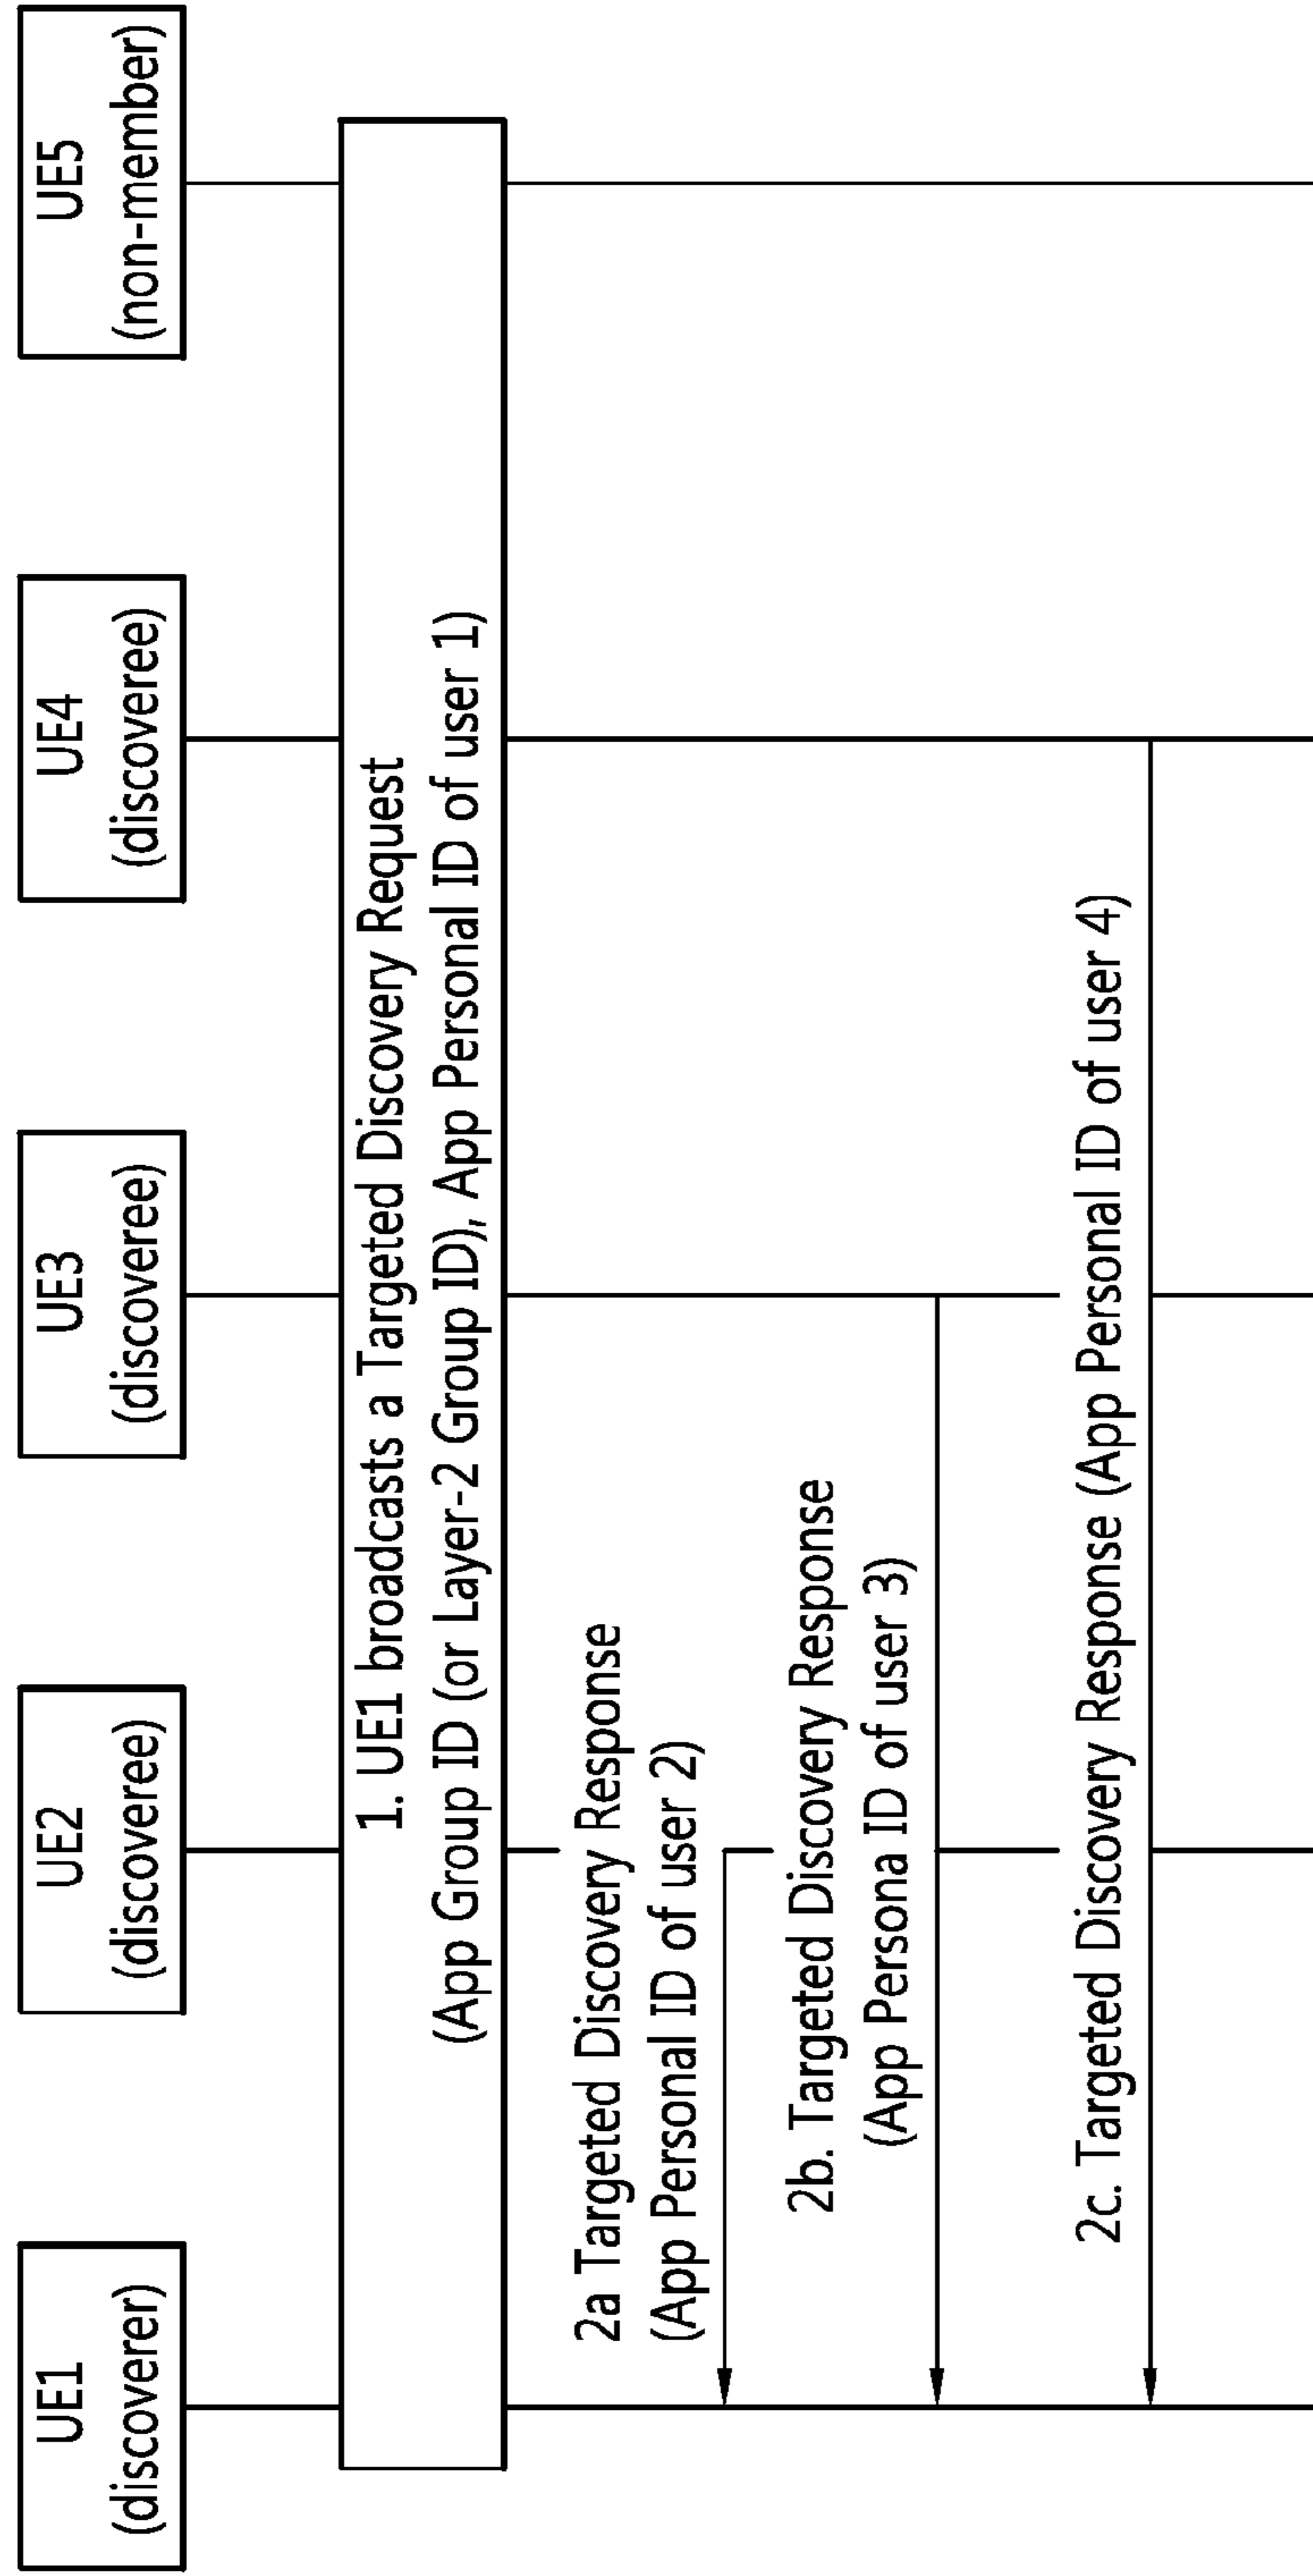 UE1
(discoverer)
UE2
(discoveree)
UE3
(discoveree)
UE4
(discoveree)
UE5
(non-member)
1. UE1 broadcasts a Targeted Discovery Request
(App Group ID (or Layer-2 Group ID), App Personal ID of user 1)
2a Targeted Discovery Response
(App Personal ID of user 2)
2b. Targeted Discovery Response
(App Persona ID of user 3)
2c. Targeted Discovery Response (App Personal ID of user 4)